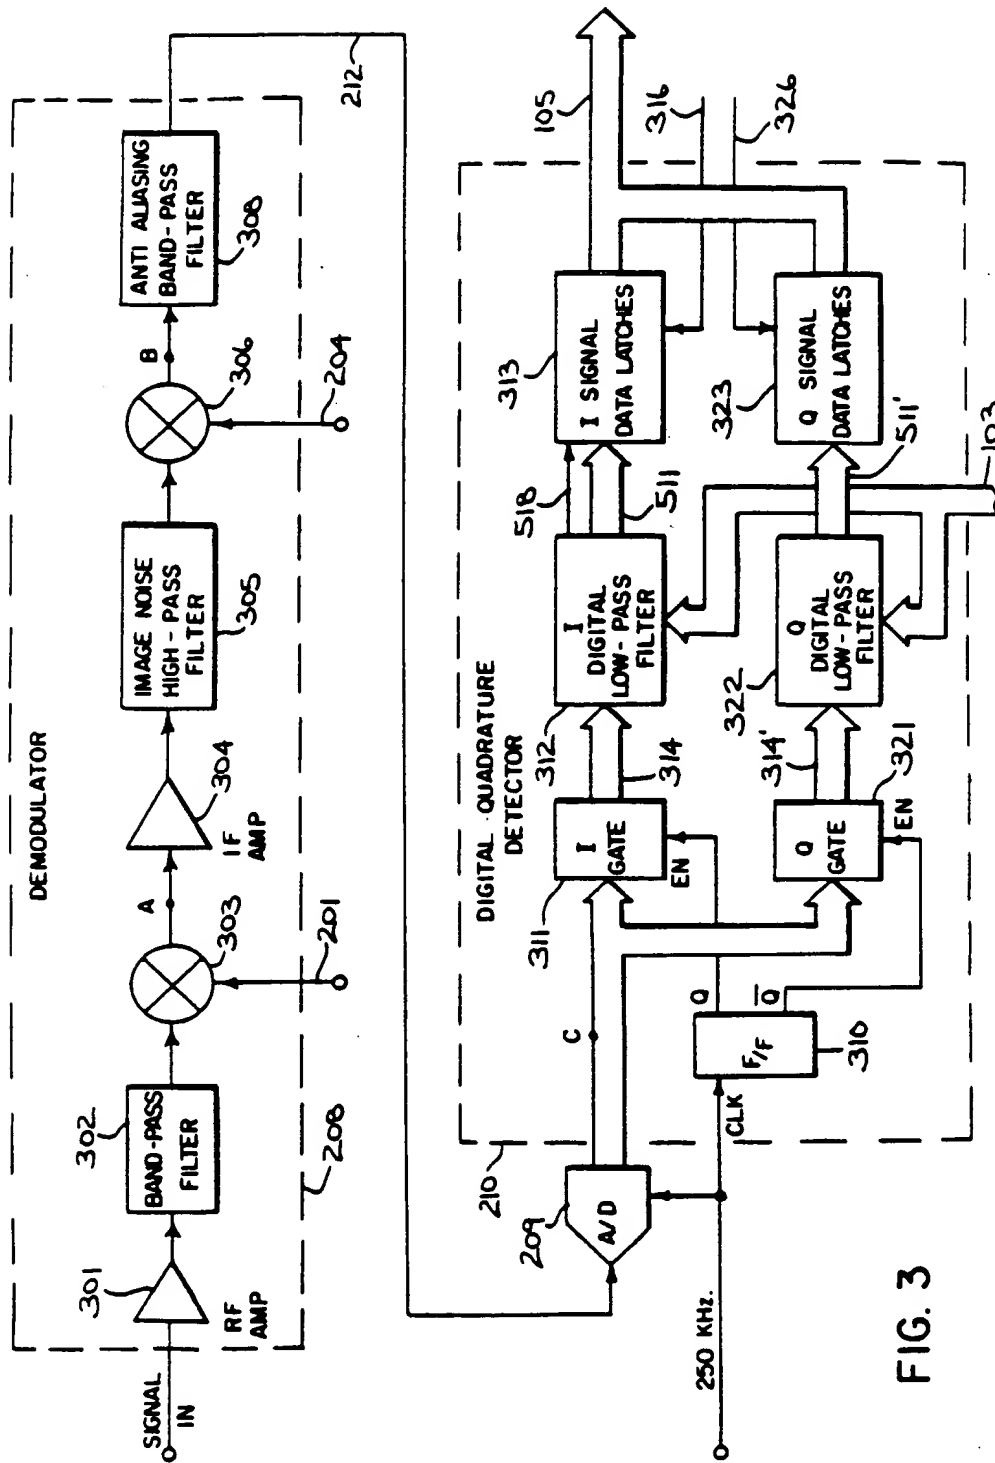 DEMODULATOR
SIGNAL
IN
301
RF
AMP
302
BAND-PASS
FILTER
208
303
A
201
304
IF
AMP
IMAGE NOISE
HIGH-PASS
FILTER
305
306
B
204
ANTI ALIASING
BAND-PASS
FILTER
308
212
DIGITAL QUADRATURE
DETECTOR
210
209
A/D
250 KHz.
CLK
C
Q
Q̅
F/F
310
311
I
GATE
EN
314
312
I
DIGITAL
LOW-PASS
FILTER
518
511
313
I SIGNAL
DATA LATCHES
105
316
326
Q
GATE
321
EN
314'
322
Q
DIGITAL
LOW-PASS
FILTER
511'
323
Q SIGNAL
DATA LATCHES
103
FIG. 3